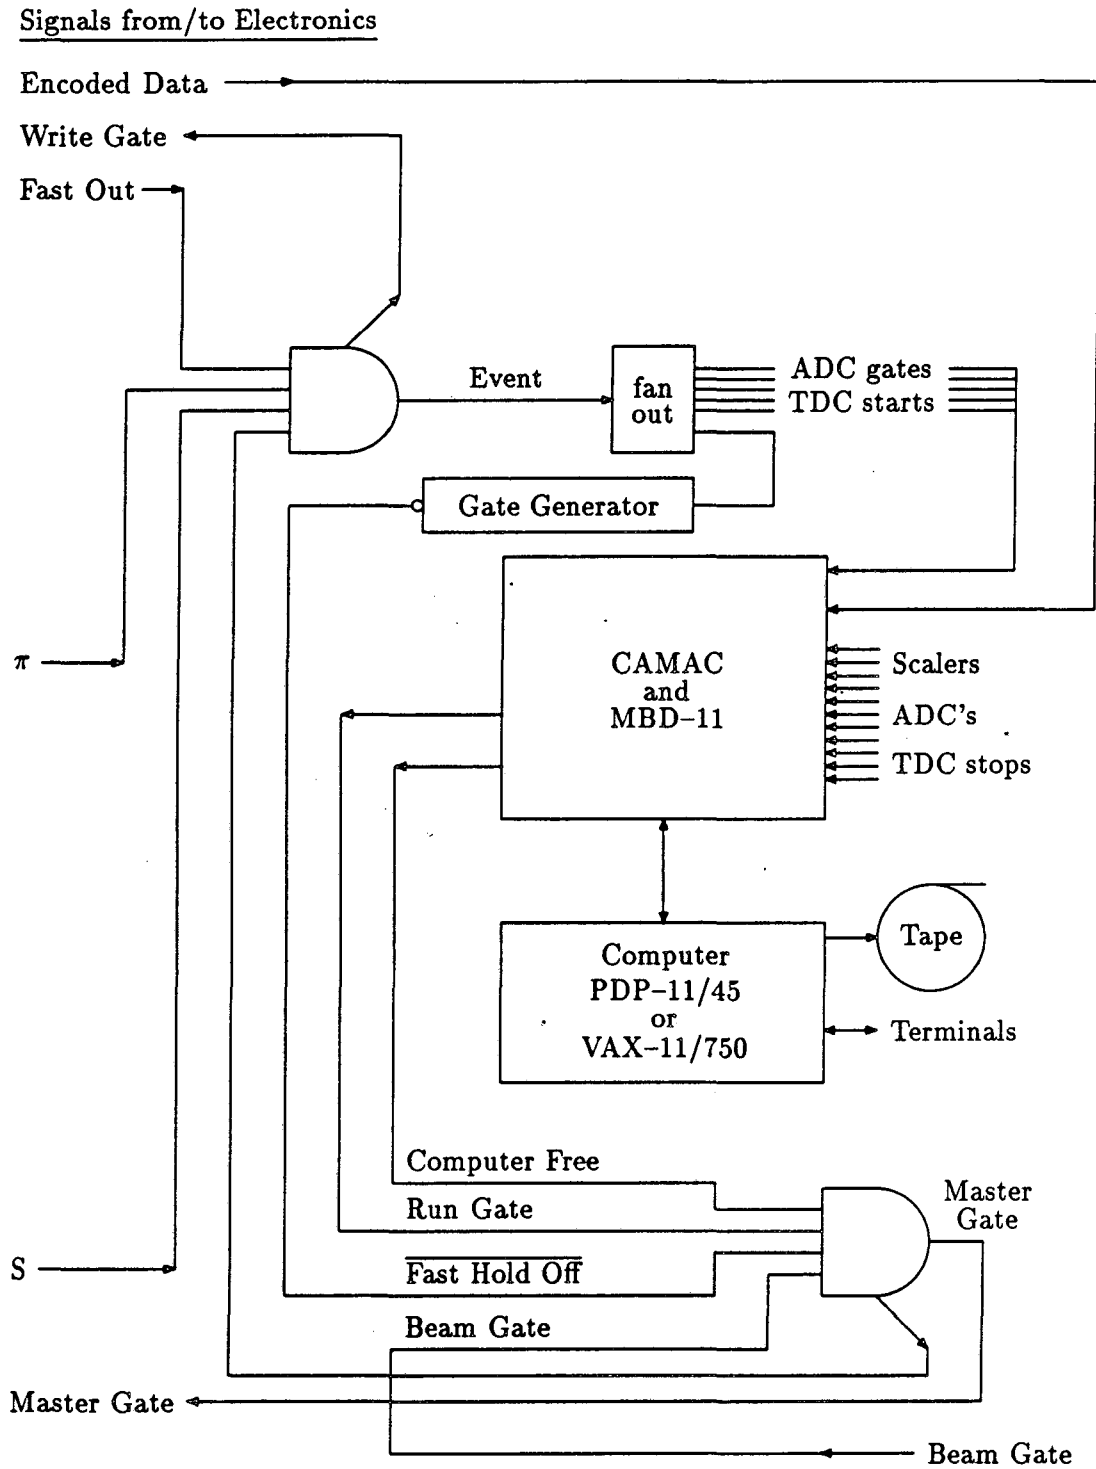 Signals from/to Electronics
Encoded Data
Write Gate
Fast Out
Event
fan
out
ADC gates
TDC starts
Gate Generator
π
CAMAC
and
MBD–11
Scalers
ADC's
TDC stops
Computer
PDP–11/45
or
VAX–11/750
Tape
Terminals
Computer Free
Run Gate
Master
Gate
S
Fast Hold Off
Beam Gate
Master Gate
Beam Gate